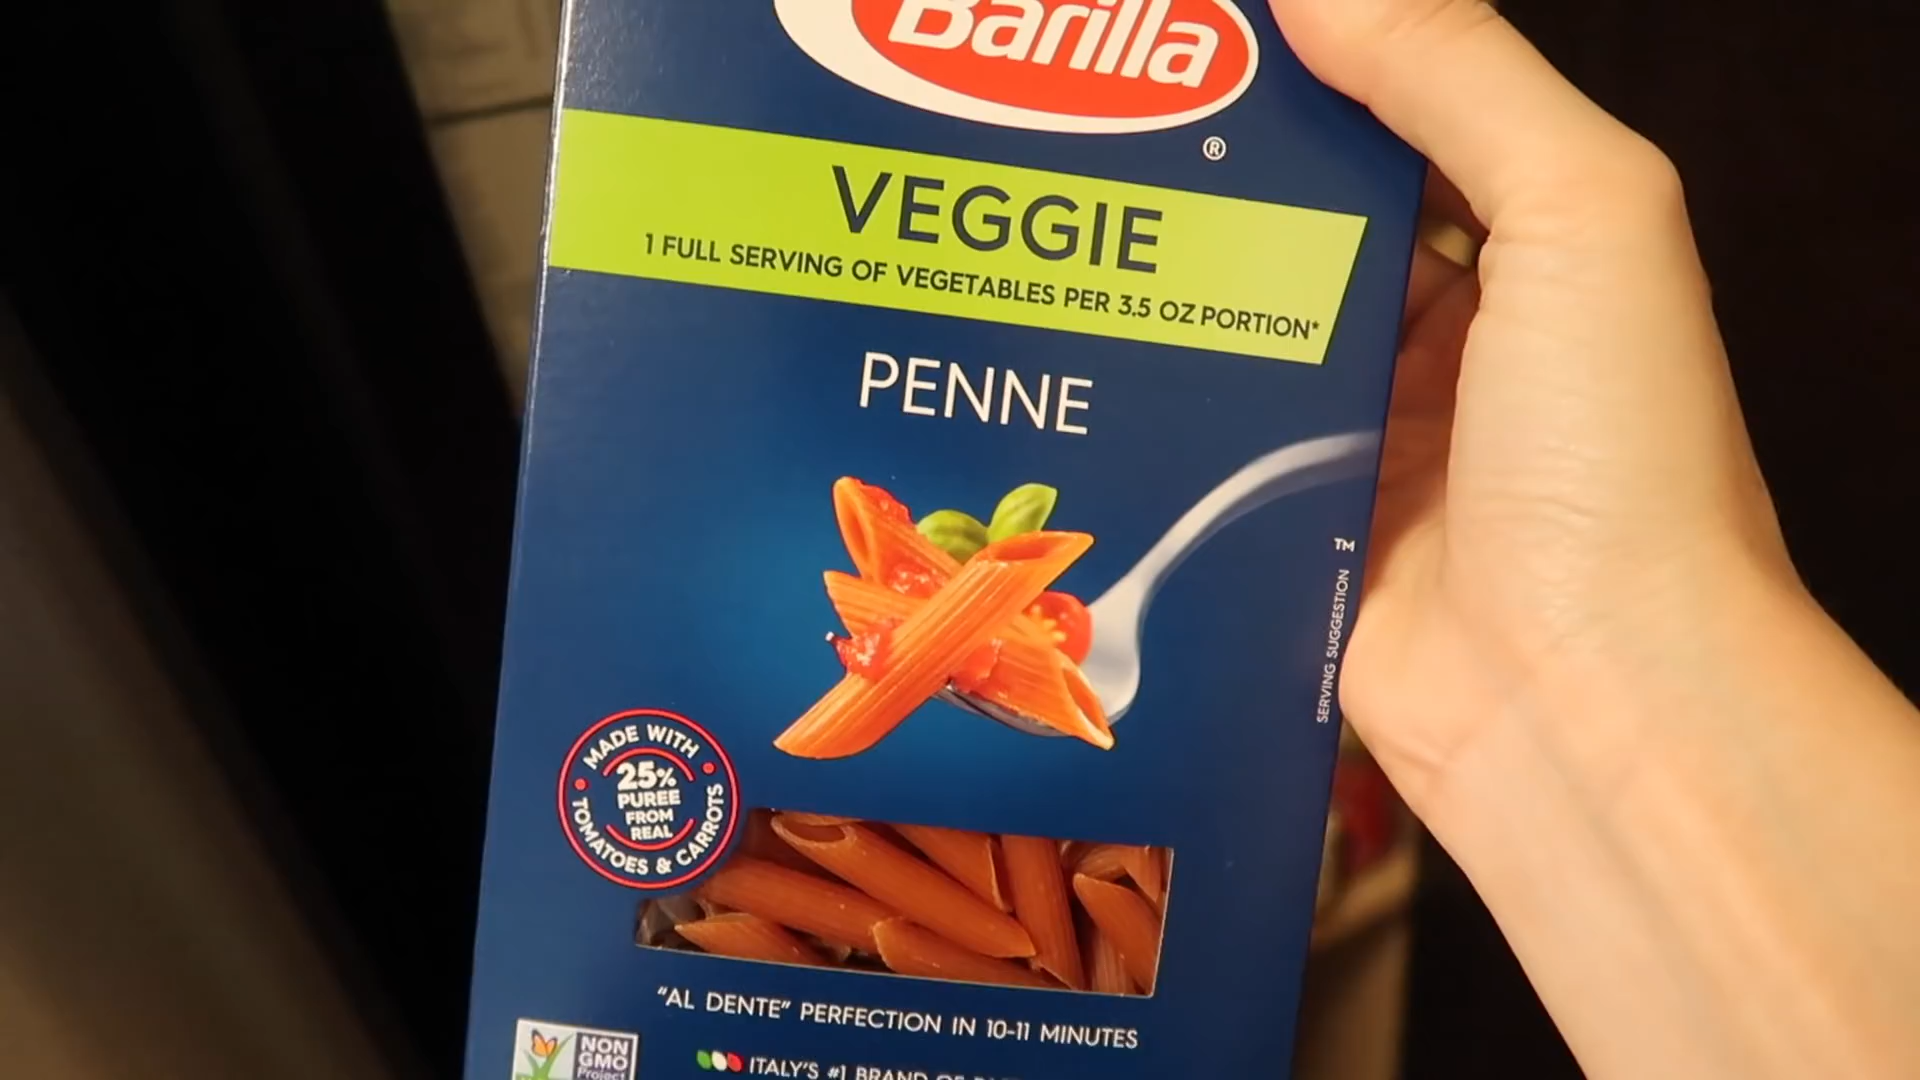 Barilla
®
VEGGIE
1 FULL SERVING OF VEGETABLES PER 3.5 OZ PORTION*
PENNE
TM
SERVING SUGGESTION
MADE WITH
25%
PUREE
FROM
REAL
TOMATOES & CARROTS
"AL DENTE" PERFECTION IN 10-11 MINUTES
NON
GMO
Project
ITALY'S #1 BRAND OF